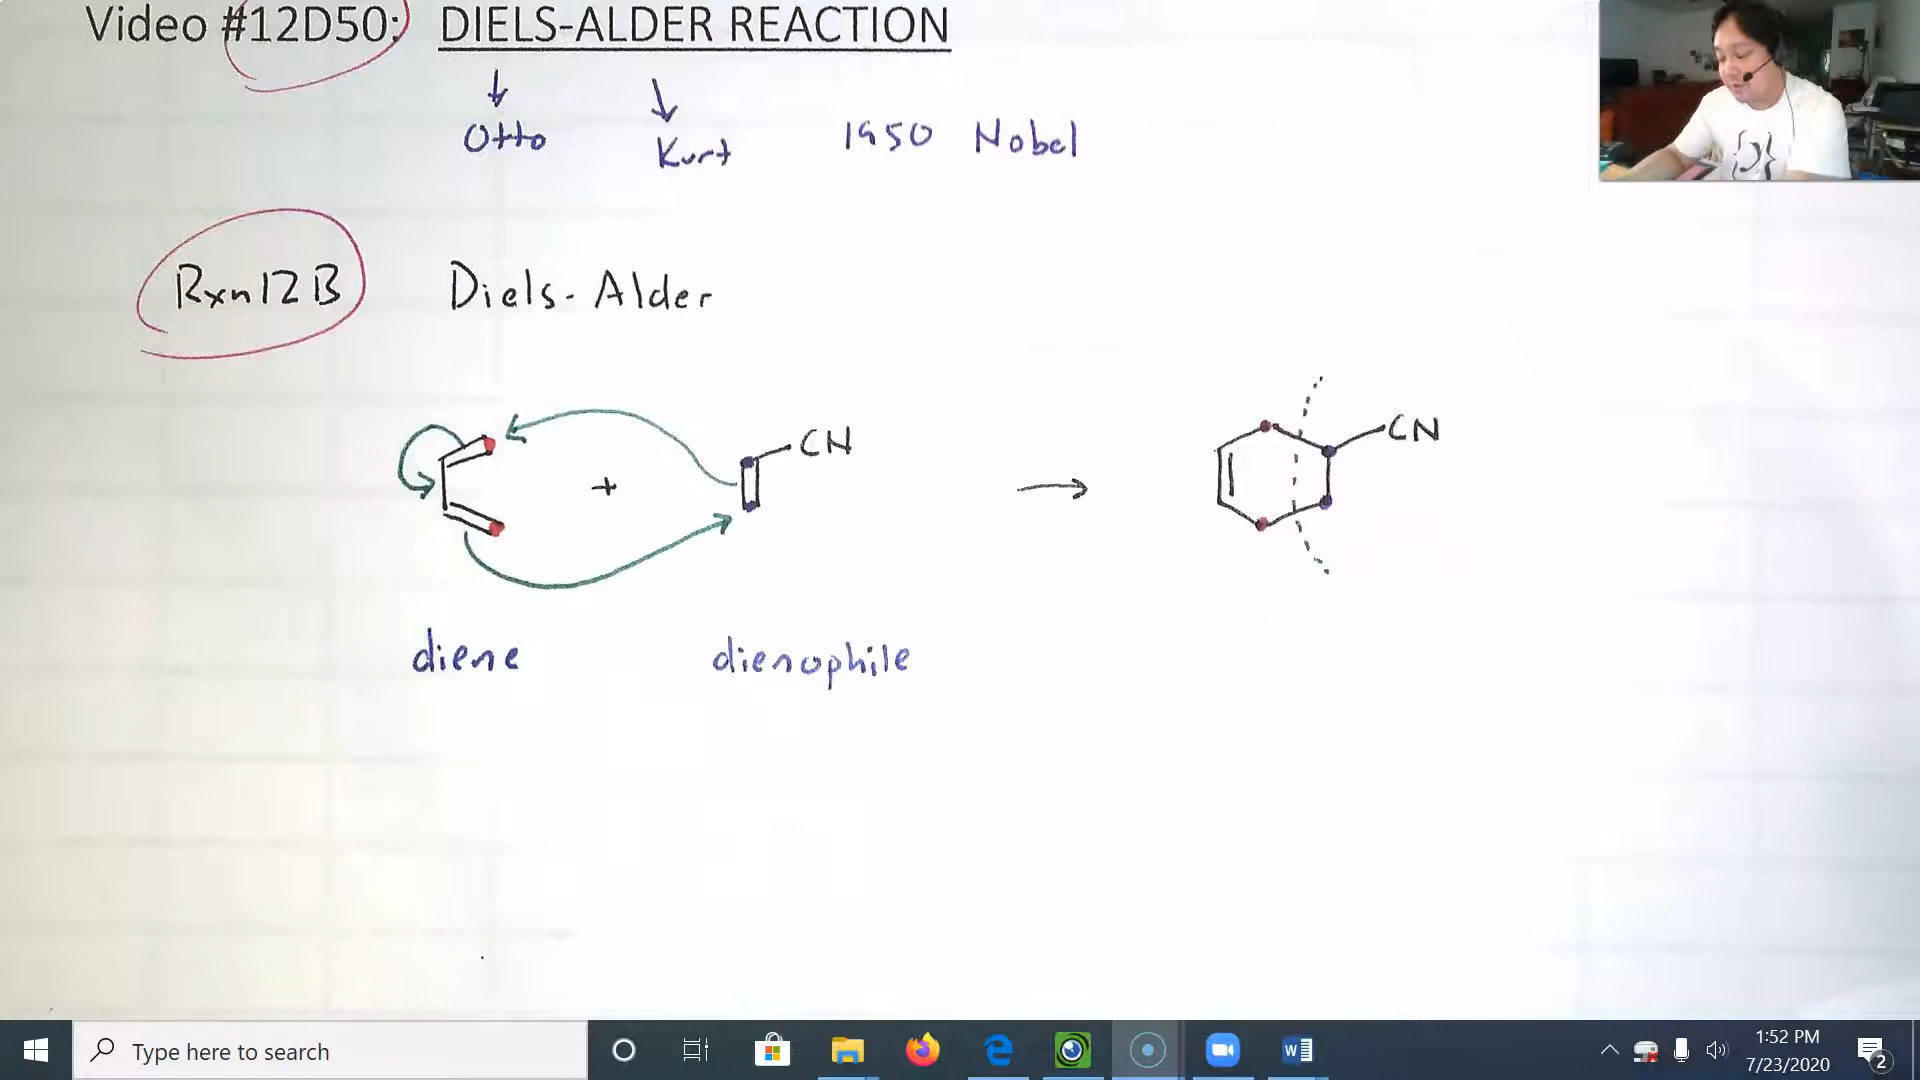 Video #12D50: DIELS-ALDER REACTION
Otto Kurt 1950 Nobel
Rxn12B Diels-Alder
+ CN → CN
diene dienophile
Type here to search
W
1:52 PM
7/23/2020
2